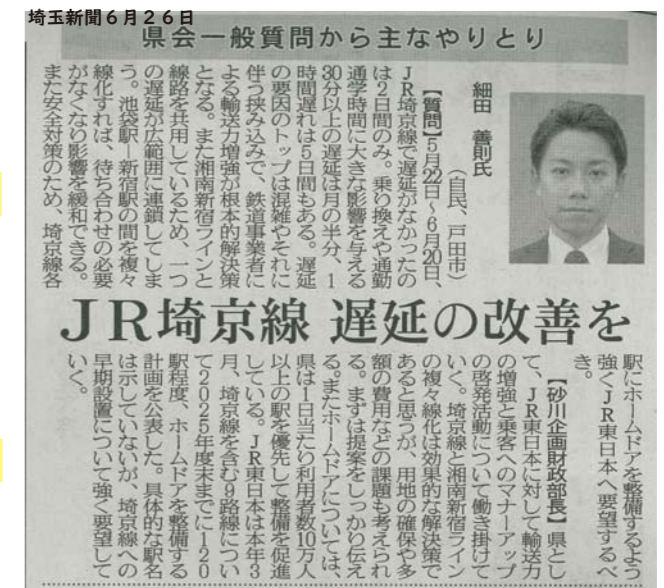 埼玉新聞6月26日
県会一般質問から主なやりとり
細田 善則氏
（自民、戸田市）
【質問】5月22日～6月20日、
ＪＲ埼京線で遅延がなかったの
は2日間のみ。乗り換えや通勤
通学時間に大きな影響を与える
30分以上の遅延は月の半分、1
時間遅れは5日間もある。遅延
の要因のトップは混雑やそれに
伴う挟み込みで、鉄道事業者に
よる輸送力増強が根本的解決策
となる。また湘南新宿ラインと
線路を共用しているため、一つ
の遅延が広範囲に連鎖してしま
う。池袋駅―新宿駅の間を複々
線化すれば、待ち合わせの必要
がなくなり影響を緩和できる。
また安全対策のため、埼京線各
ＪＲ埼京線 遅延の改善を
駅にホームドアを整備するよう
強くＪＲ東日本へ要望するべ
き。
【砂川企画財政部長】県とし
て、ＪＲ東日本に対して輸送力
の増強と乗客へのマナーアップ
の啓発活動について働き掛けて
いく。埼京線と湘南新宿ライン
の複々線化は効果的な解決策で
あると思うが、用地の確保や多
額の費用などの課題も考えられ
る。まずは提案をしっかり伝え
る。またホームドアについては、
県は1日当たり利用者数10万人
以上の駅を優先して整備を促進
している。ＪＲ東日本は本年3
月、埼京線を含む9路線につい
て2025年度末までに120
駅程度、ホームドアを整備する
計画を公表した。具体的な駅名
は示していないが、埼京線への
早期設置について強く要望して
いく。